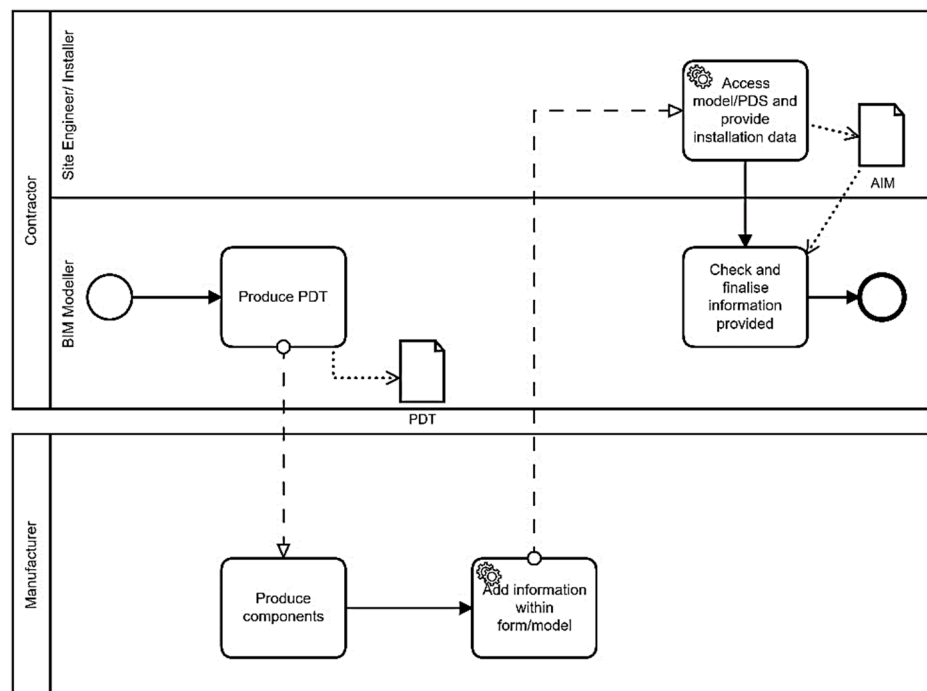 Contractor
Site Engineer/ Installer
Access
model/PDS and
provide
installation data
AIM
BIM Modeller
Produce PDT
PDT
Check and
finalise
information
provided
Manufacturer
Produce
components
Add information
within
form/model